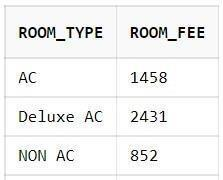 ROOM_TYPE ROOM_FEE
AC 1458
Deluxe AC 2431
NON AC 852